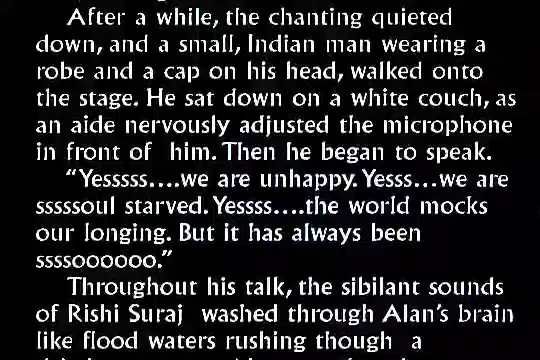 After a while, the chanting quieted
down, and a small, Indian man wearing a
robe and a cap on his head, walked onto
the stage. He sat down on a white couch, as
an aide nervously adjusted the microphone
in front of him. Then he began to speak.
"Yesssss....we are unhappy. Yesss...we are
sssssoul starved. Yessss....the world mocks
our longing. But it has always been
ssssoooooo."
Throughout his talk, the sibilant sounds
of Rishi Suraj washed through Alan's brain
like flood waters rushing though a